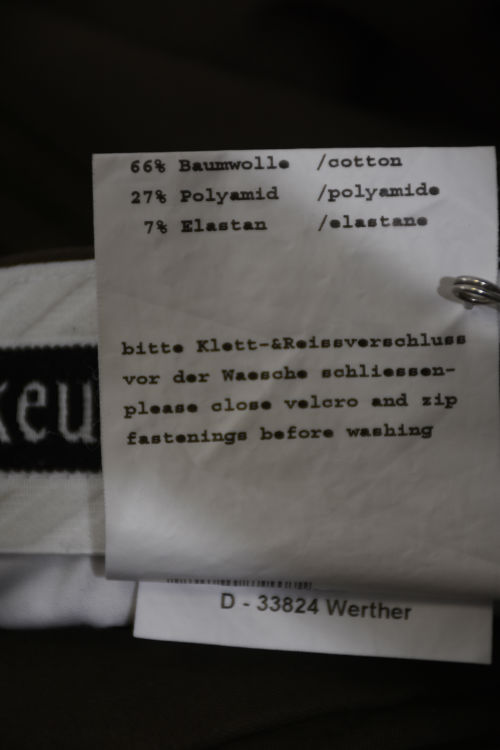 66% Baumwolle /cotton
27% Polyamid /polyamide
7% Elastan /elastane
bitte Klett-&Reissverschluss
vor der Waesche schliessen-
please close velcro and zip
fastenings before washing
keu
D - 33824 Werther